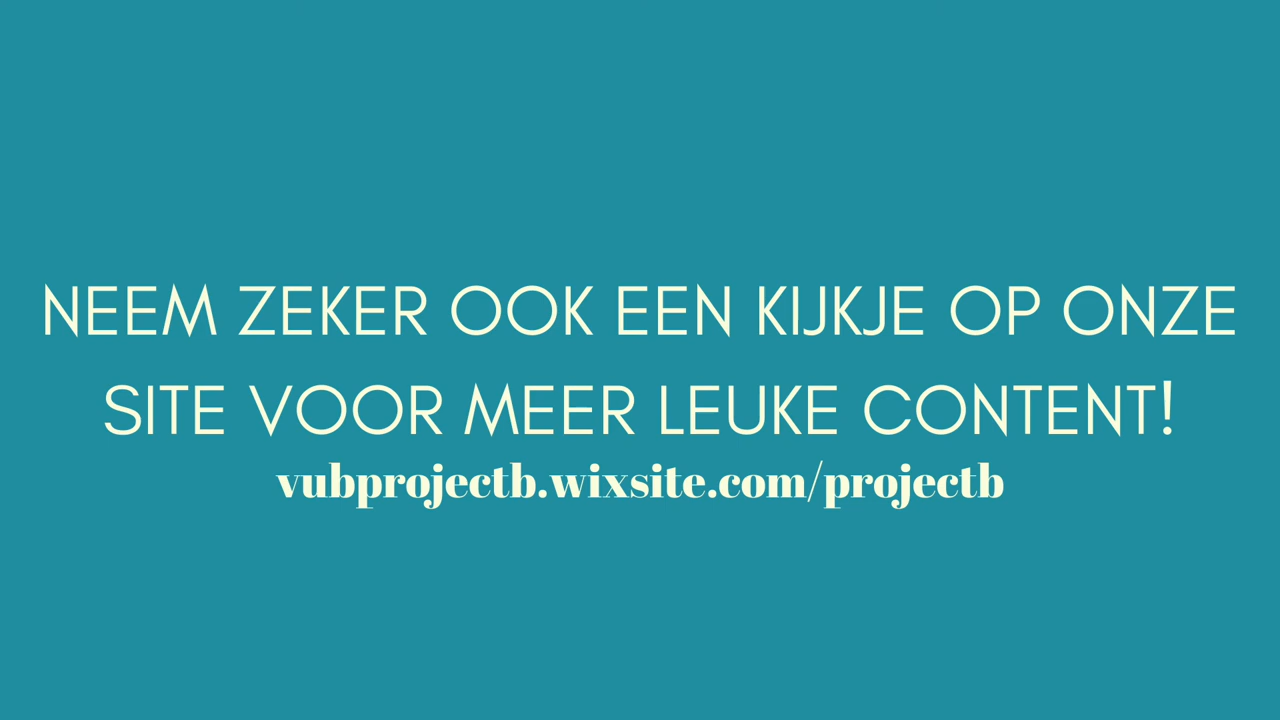 NEEM ZEKER OOK EEN KIJKJE OP ONZE
SITE VOOR MEER LEUKE CONTENT!
vubprojectb.wixsite.com/projectb